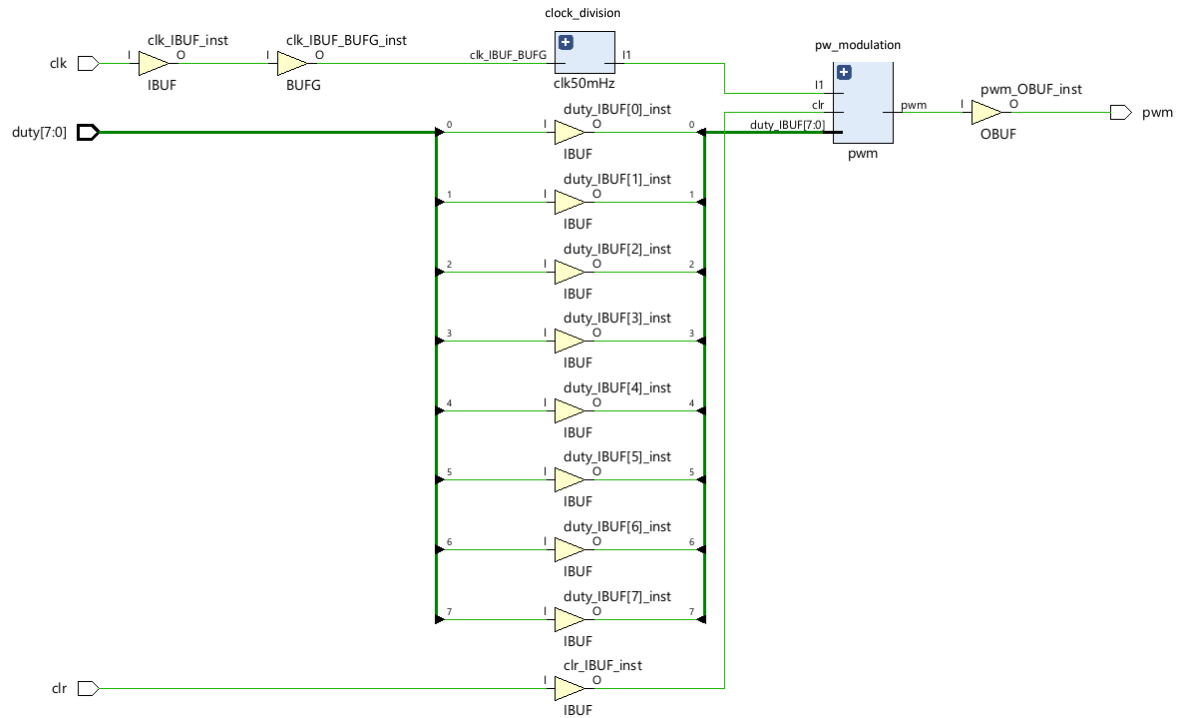 clock_division
clk_IBUF_inst
clk_IBUF_BUFG_inst
pw_modulation
clk
I
O
I
O
clk_IBUF_BUFG
I1
IBUF
BUFG
clk50mHz
I1
clr
duty_IBUF[7:0]
pwm
pwm
I
O
pwm_OBUF_inst
OBUF
pwm
duty[7:0]
0
I
duty_IBUF[0]_inst
O
0
IBUF
1
I
duty_IBUF[1]_inst
O
1
IBUF
2
I
duty_IBUF[2]_inst
O
2
IBUF
3
I
duty_IBUF[3]_inst
O
3
IBUF
4
I
duty_IBUF[4]_inst
O
4
IBUF
5
I
duty_IBUF[5]_inst
O
5
IBUF
6
I
duty_IBUF[6]_inst
O
6
IBUF
7
I
duty_IBUF[7]_inst
O
7
IBUF
clr
I
clr_IBUF_inst
O
IBUF